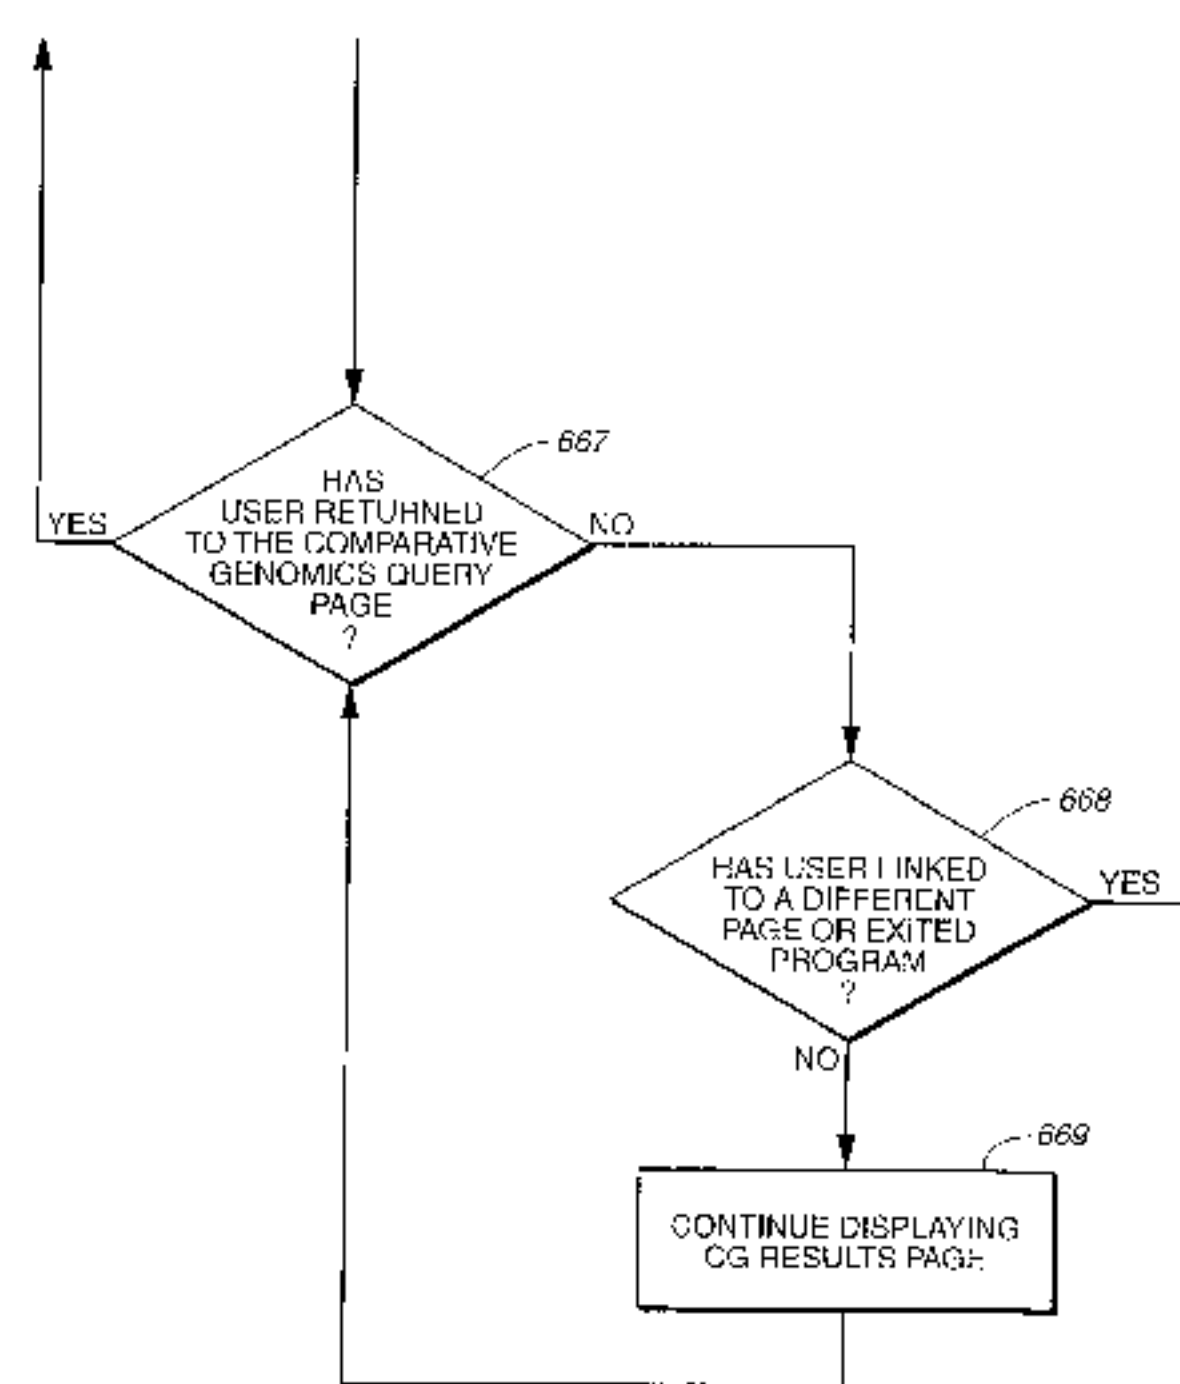 667
HAS
USER RETURNED
TO THE COMPARATIVE
GENOMICS QUERY
PAGE
?
YES
NO
668
HAS USER LINKED
TO A DIFFERENT
PAGE OR EXITED
PROGRAM
?
YES
NO
669
CONTINUE DISPLAYING
CG RESULTS PAGE